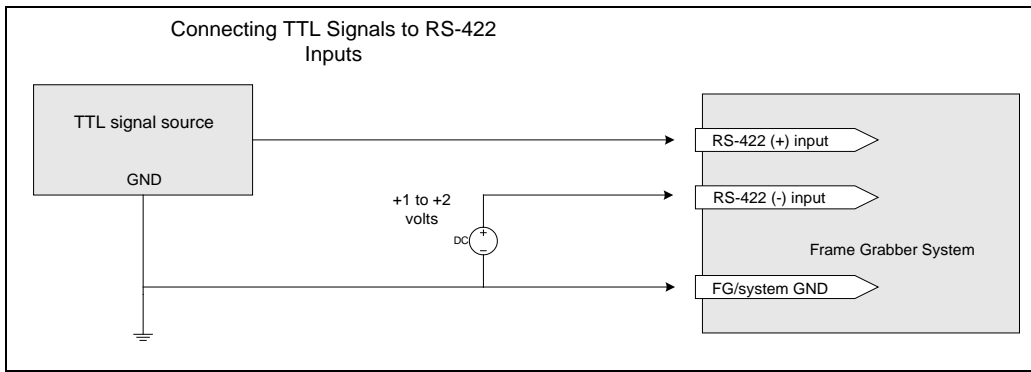 Connecting TTL Signals to RS-422
Inputs
TTL signal source
GND
RS-422 (+) input
+1 to +2
volts
DC
+
−
RS-422 (-) input
Frame Grabber System
FG/system GND